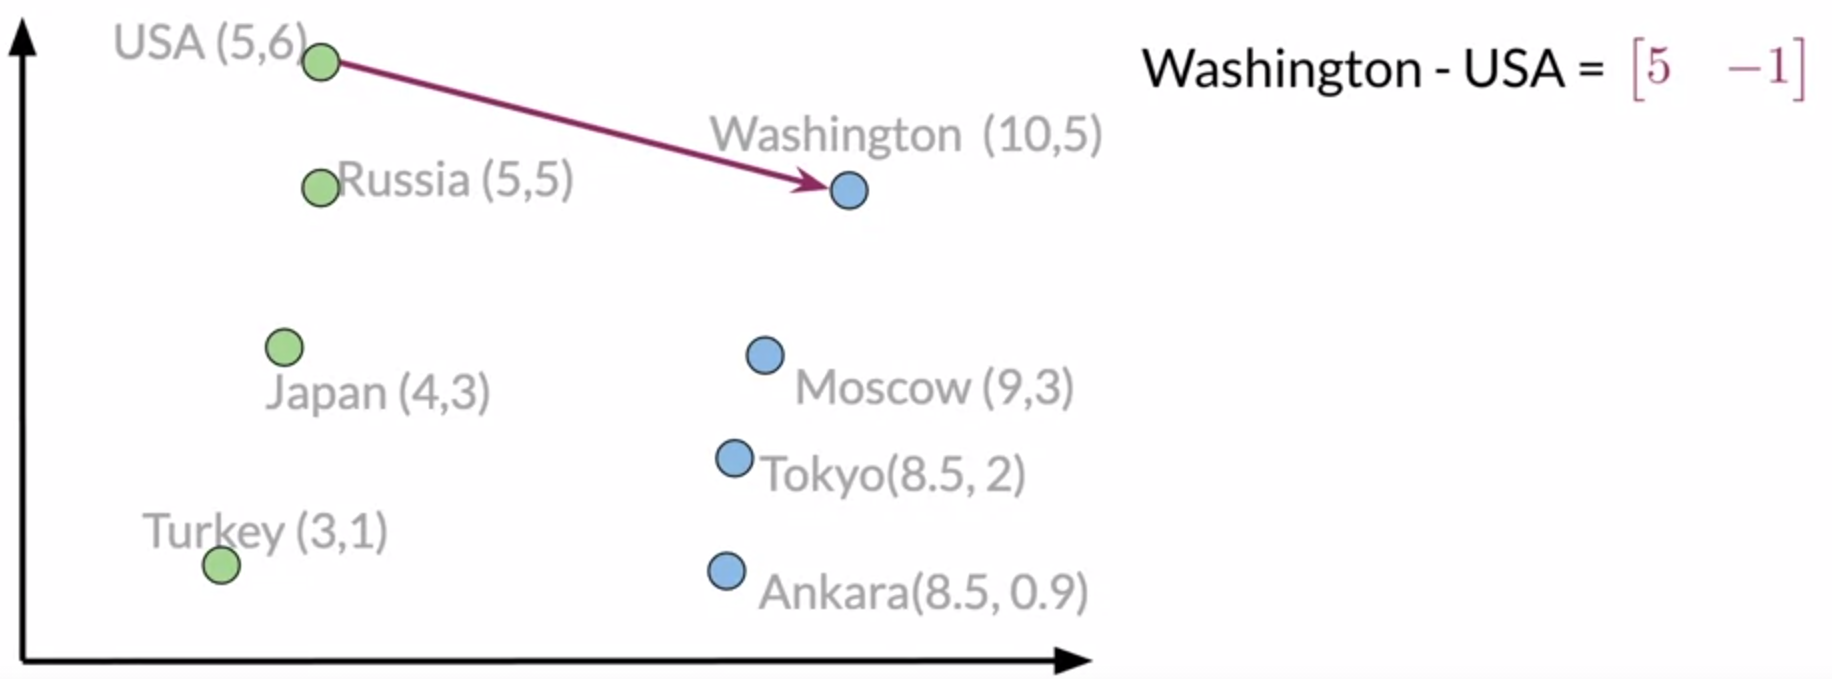 USA (5,6)
Washington - USA = [5 −1]
Washington (10,5)
Russia (5,5)
Japan (4,3)
Moscow (9,3)
Tokyo(8.5, 2)
Turkey (3,1)
Ankara(8.5, 0.9)